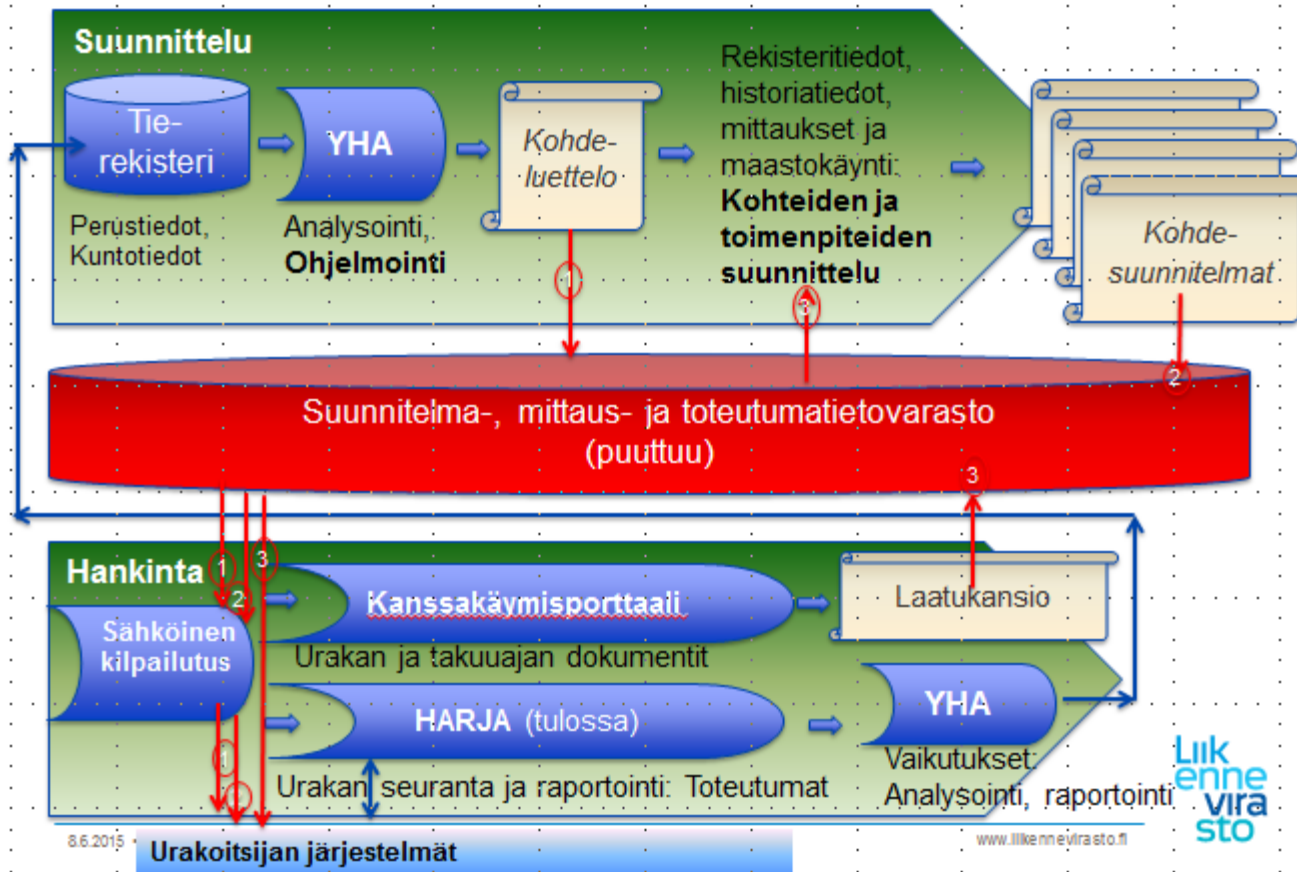 Suunnittelu
Tie-
rekisteri
Perustiedot,
Kuntotiedot
YHA
Analysointi,
Ohjelmointi
Kohde-
luettelo
Rekisteritiedot,
historiatiedot,
mittaukset ja
maastokäynti:
Kohteiden ja
toimenpiteiden
suunnittelu
Kohde-
suunnitelmat
1
3
2
Suunnitelma-, mittaus- ja toteutumatietovarasto
(puuttuu)
3
Hankinta
1
2
3
Sähköinen
kilpailutus
Kanssakäymisporttaali
Urakan ja takuuajan dokumentit
Laatukansio
HARJA (tulossa)
Urakan seuranta ja raportointi: Toteutumat
YHA
Vaikutukset:
Analysointi, raportointi
1
Liik
enne
vira
sto
8.6.2015
www.liikennevirasto.fi
Urakoitsijan järjestelmät